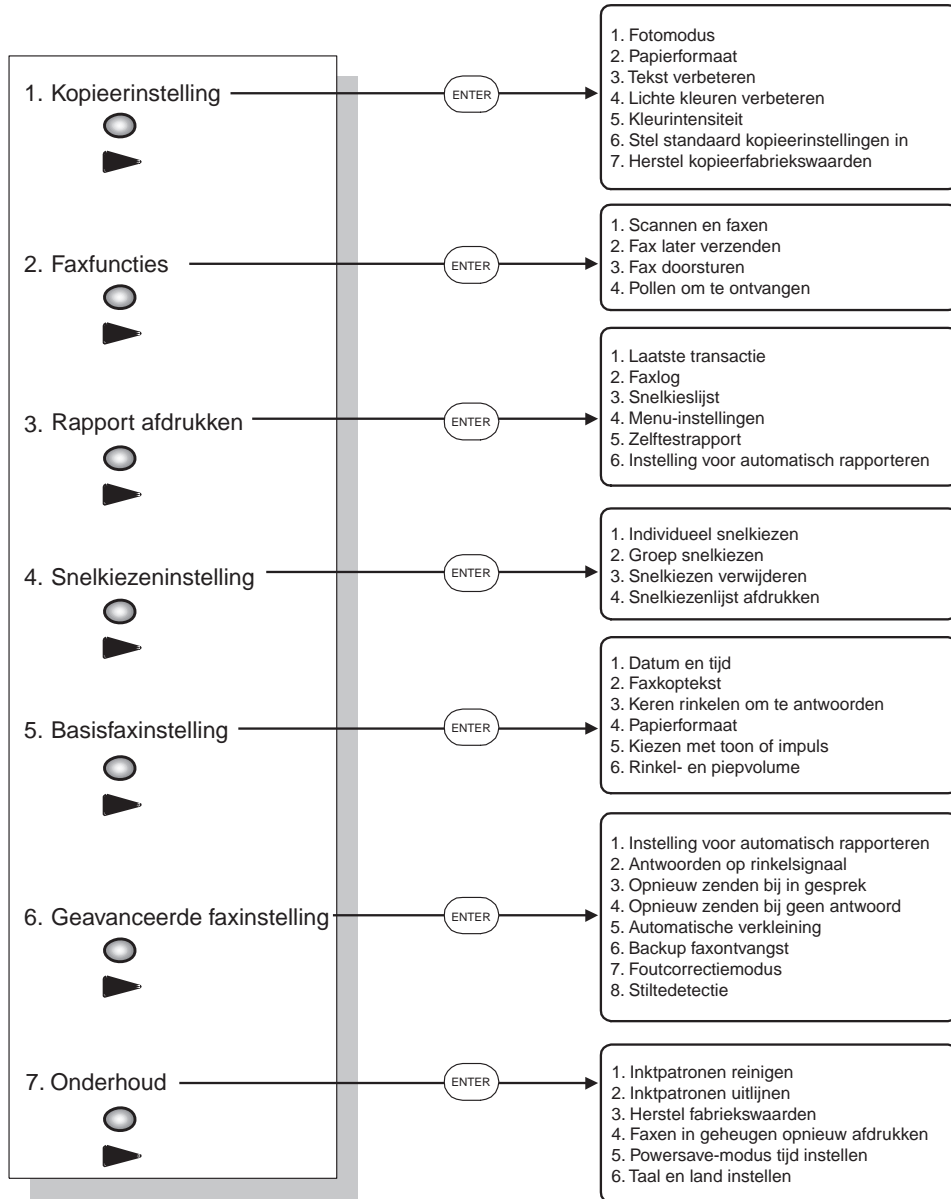 1. Kopieerinstelling
ENTER
1. Fotomodus
2. Papierformaat
3. Tekst verbeteren
4. Lichte kleuren verbeteren
5. Kleurintensiteit
6. Stel standaard kopieerinstellingen in
7. Herstel kopieerfabriekswaarden
2. Faxfuncties
ENTER
1. Scannen en faxen
2. Fax later verzenden
3. Fax doorsturen
4. Pollen om te ontvangen
3. Rapport afdrukken
ENTER
1. Laatste transactie
2. Faxlog
3. Snelkieslijst
4. Menu-instellingen
5. Zelftestrapport
6. Instelling voor automatisch rapporteren
4. Snelkiezeninstelling
ENTER
1. Individueel snelkiezen
2. Groep snelkiezen
3. Snelkiezen verwijderen
4. Snelkiezenlijst afdrukken
5. Basisfaxinstelling
ENTER
1. Datum en tijd
2. Faxkoptekst
3. Keren rinkelen om te antwoorden
4. Papierformaat
5. Kiezen met toon of impuls
6. Rinkel- en piepvolume
6. Geavanceerde faxinstelling
ENTER
1. Instelling voor automatisch rapporteren
2. Antwoorden op rinkelsignaal
3. Opnieuw zenden bij in gesprek
4. Opnieuw zenden bij geen antwoord
5. Automatische verkleining
6. Backup faxontvangst
7. Foutcorrectiemodus
8. Stiltedetectie
7. Onderhoud
ENTER
1. Inktpatronen reinigen
2. Inktpatronen uitlijnen
3. Herstel fabriekswaarden
4. Faxen in geheugen opnieuw afdrukken
5. Powersave-modus tijd instellen
6. Taal en land instellen